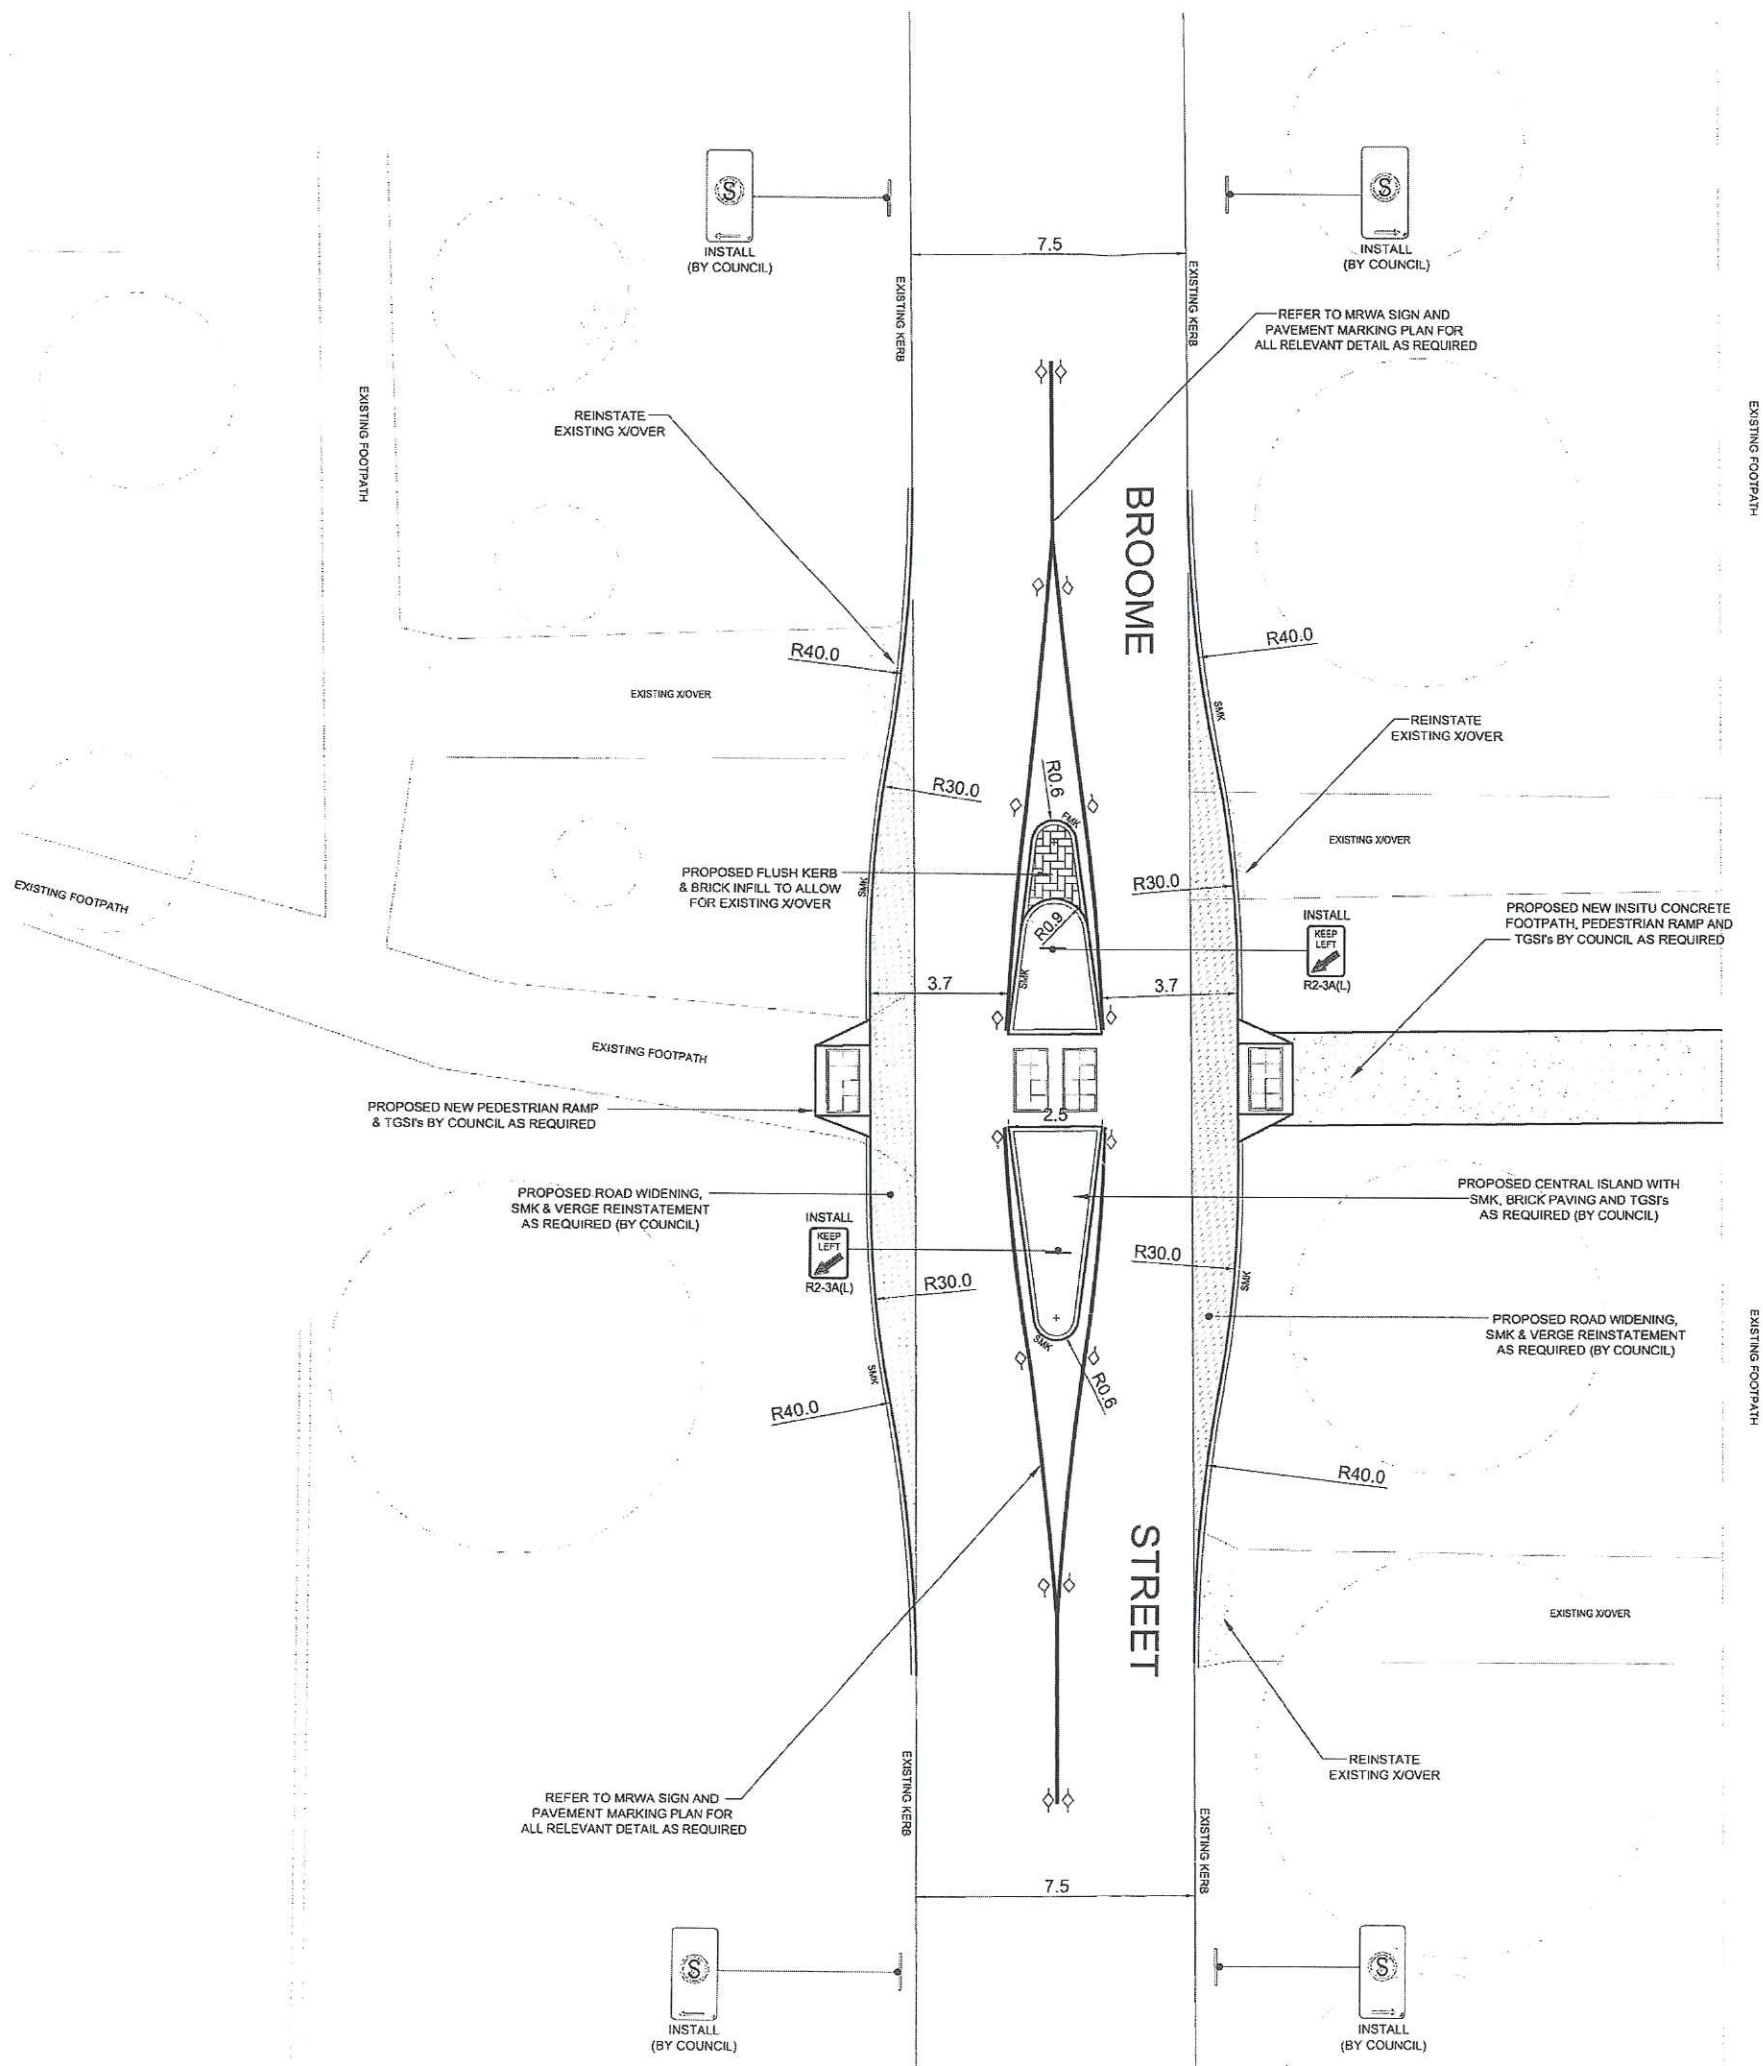 S
INSTALL
(BY COUNCIL)
S
INSTALL
(BY COUNCIL)
7.5
EXISTING KERB
EXISTING KERB
REFER TO MRWA SIGN AND
PAVEMENT MARKING PLAN FOR
ALL RELEVANT DETAIL AS REQUIRED
EXISTING FOOTPATH
EXISTING FOOTPATH
REINSTATE
EXISTING X/OVER
BROOME
R40.0
R40.0
EXISTING X/OVER
SMK
REINSTATE
EXISTING X/OVER
R30.0
R0.6
FMK
EXISTING X/OVER
PROPOSED FLUSH KERB
& BRICK INFILL TO ALLOW
FOR EXISTING X/OVER
SMK
R30.0
EXISTING FOOTPATH
R0.9
INSTALL
KEEP
LEFT
R2-3A(L)
PROPOSED NEW INSITU CONCRETE
FOOTPATH, PEDESTRIAN RAMP AND
TGSI's BY COUNCIL AS REQUIRED
SMK
3.7
3.7
EXISTING FOOTPATH
PROPOSED NEW PEDESTRIAN RAMP
& TGSI's BY COUNCIL AS REQUIRED
2.5
PROPOSED ROAD WIDENING,
SMK & VERGE REINSTATEMENT
AS REQUIRED (BY COUNCIL)
PROPOSED CENTRAL ISLAND WITH
SMK, BRICK PAVING AND TGSI's
AS REQUIRED (BY COUNCIL)
INSTALL
KEEP
LEFT
R2-3A(L)
R30.0
R30.0
SMK
SMK
PROPOSED ROAD WIDENING,
SMK & VERGE REINSTATEMENT
AS REQUIRED (BY COUNCIL)
EXISTING FOOTPATH
SMK
R0.6
R40.0
R40.0
STREET
EXISTING X/OVER
REINSTATE
EXISTING X/OVER
EXISTING KERB
EXISTING KERB
REFER TO MRWA SIGN AND
PAVEMENT MARKING PLAN FOR
ALL RELEVANT DETAIL AS REQUIRED
7.5
S
INSTALL
(BY COUNCIL)
S
INSTALL
(BY COUNCIL)